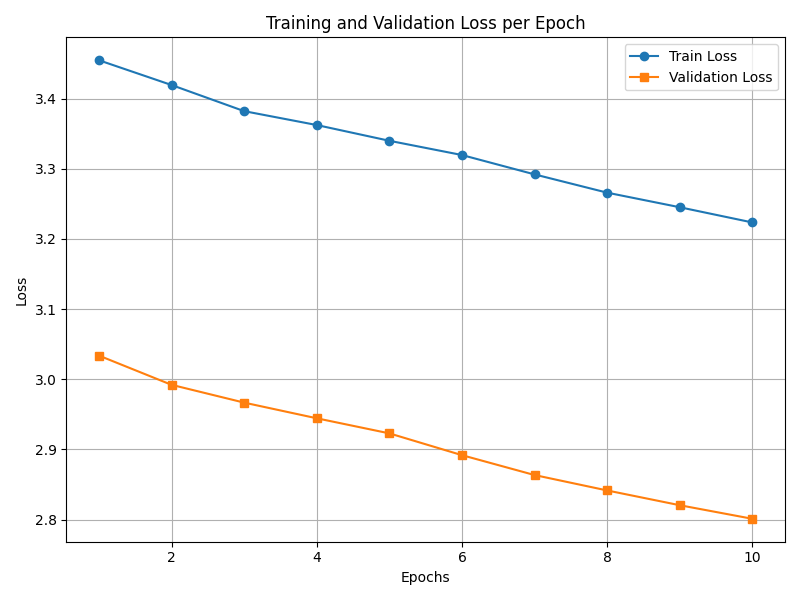 Training and Validation Loss per Epoch
Train Loss
Validation Loss
3.4
3.3
3.2
3.1
3.0
2.9
2.8
Loss
2 4 6 8 10
Epochs